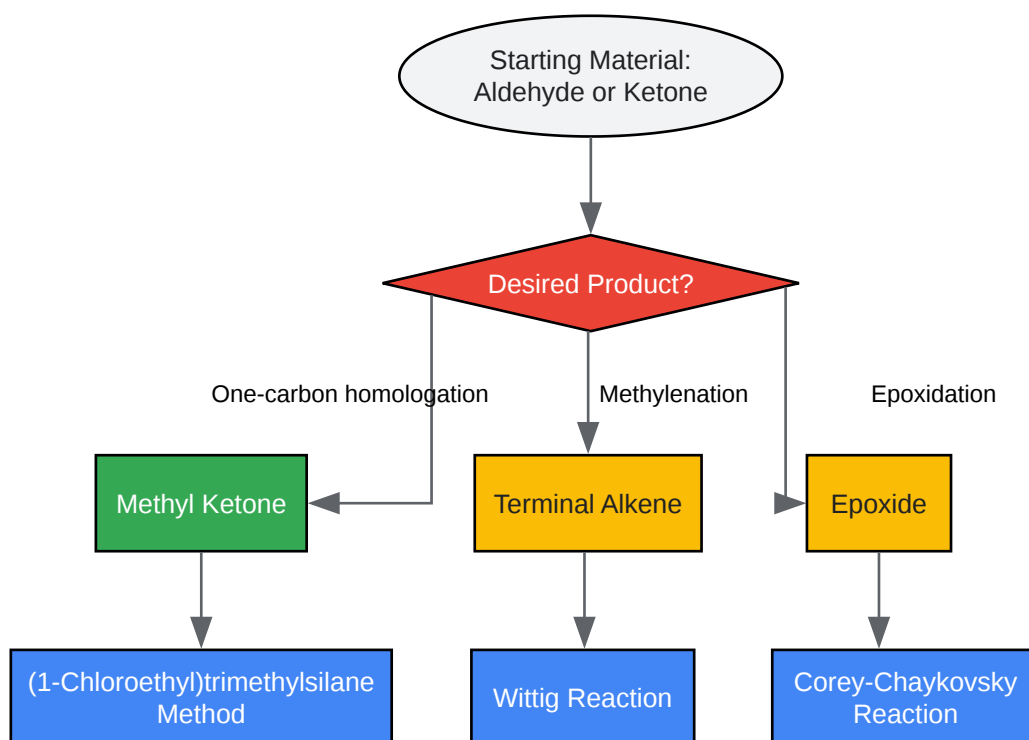 Starting Material:
Aldehyde or Ketone
Desired Product?
One-carbon homologation
Methylenation
Epoxidation
Methyl Ketone
Terminal Alkene
Epoxide
(1-Chloroethyl)trimethylsilane
Method
Wittig Reaction
Corey-Chaykovsky
Reaction